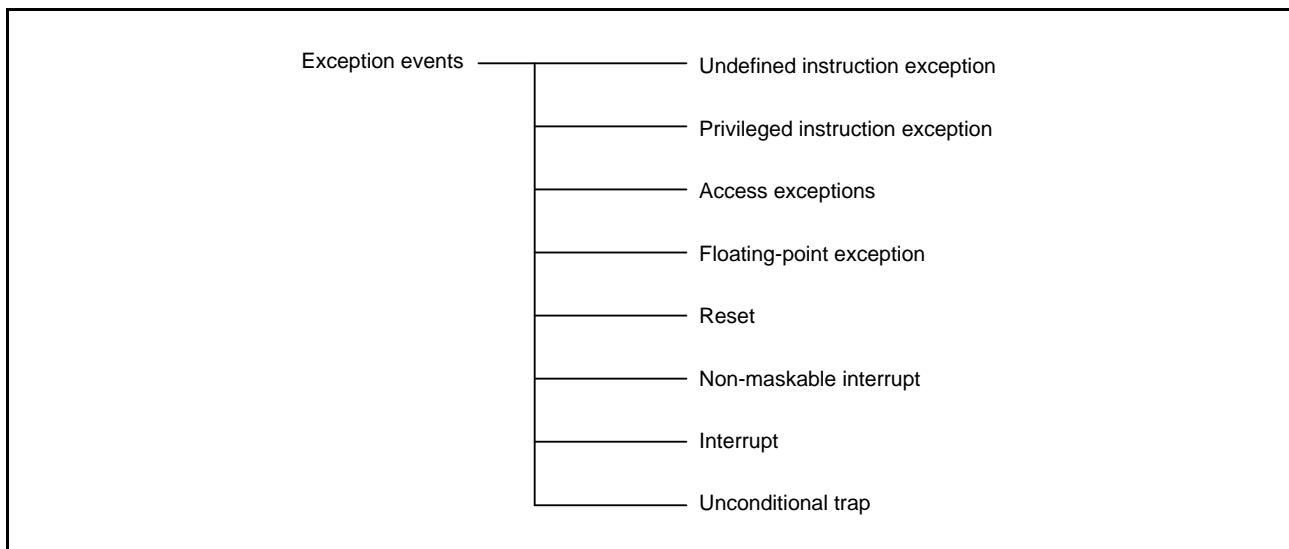 Exception events
Undefined instruction exception
Privileged instruction exception
Access exceptions
Floating-point exception
Reset
Non-maskable interrupt
Interrupt
Unconditional trap